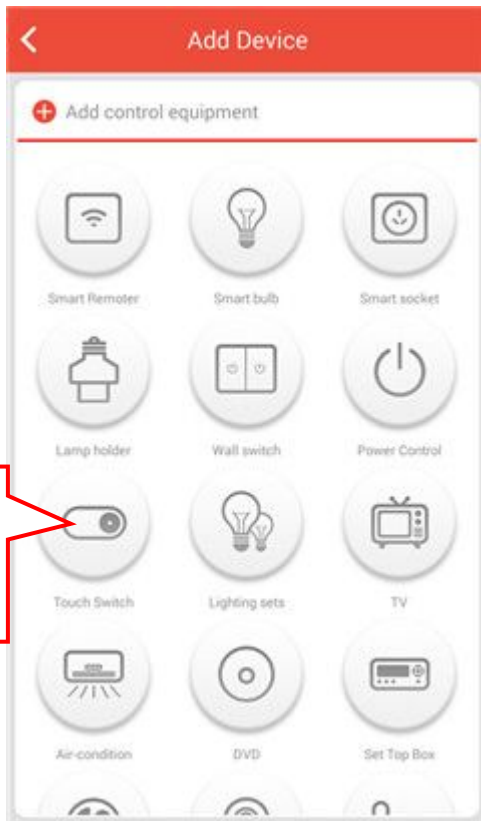 Add Device
Add control equipment
Smart Remoter Smart bulb Smart socket
Lamp holder Wall switch Power Control
Touch Switch Lighting sets TV
Air-condition DVD Set Top Box